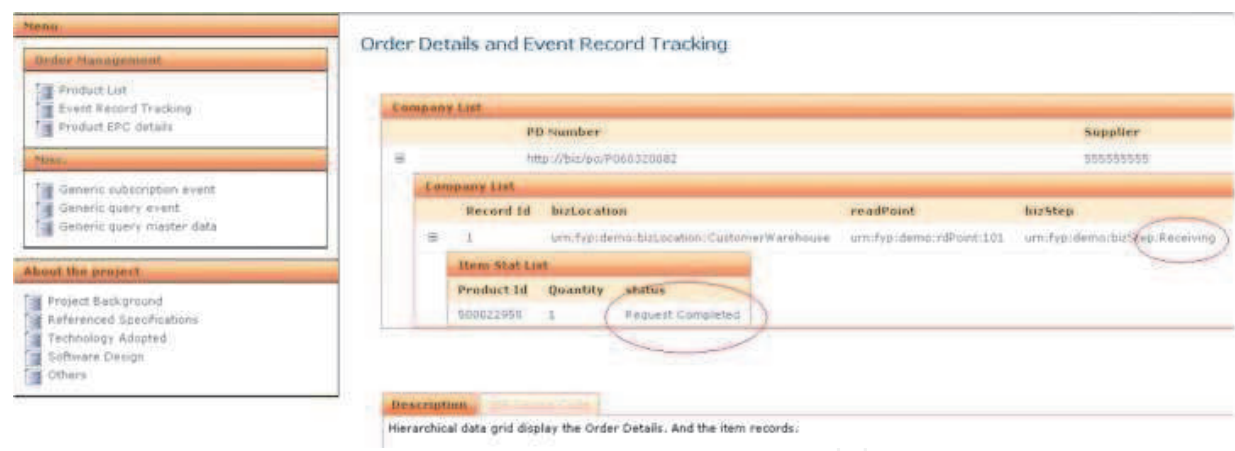 Menu
Order Management
Product List
Event Record Tracking
Product EPC details
Misc.
Generic subscription event
Generic query event
Generic query master data
About the project
Project Background
Referenced Specifications
Technology Adopted
Software Design
Others
Order Details and Event Record Tracking
Company List
PO Number Supplier
http://biz/po/P060320082 555555555
Company List
Record Id bizLocation readPoint bizStep
1 urn:fyp:demo:bizLocation:CustomerWarehouse urn:fyp:demo:rdPoint:101 urn:fyp:demo:bizStep:Receiving
Item Stat List
Product Id Quantity status
500022958 1 Request Completed
Description
Hierarchical data grid display the Order Details. And the item records.